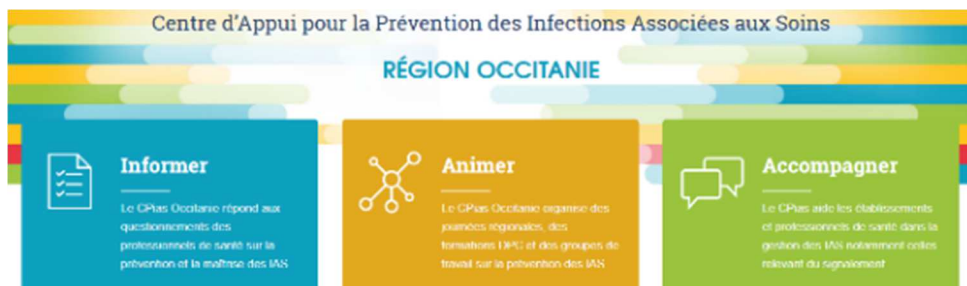 Centre d'Appui pour la Prévention des Infections Associées aux Soins
RÉGION OCCITANIE
Informer
Le CPias Occitanie répond aux
questionnements des
professionnels de santé sur la
prévention et la maîtrise des IAS
Animer
Le CPias Occitanie organise des
journées régionales, des
formations DPC et des groupes de
travail sur la prévention des IAS
Accompagner
Le CPias aide les établissements
et professionnels de santé dans la
gestion des IAS notamment celles
relevant du signalement